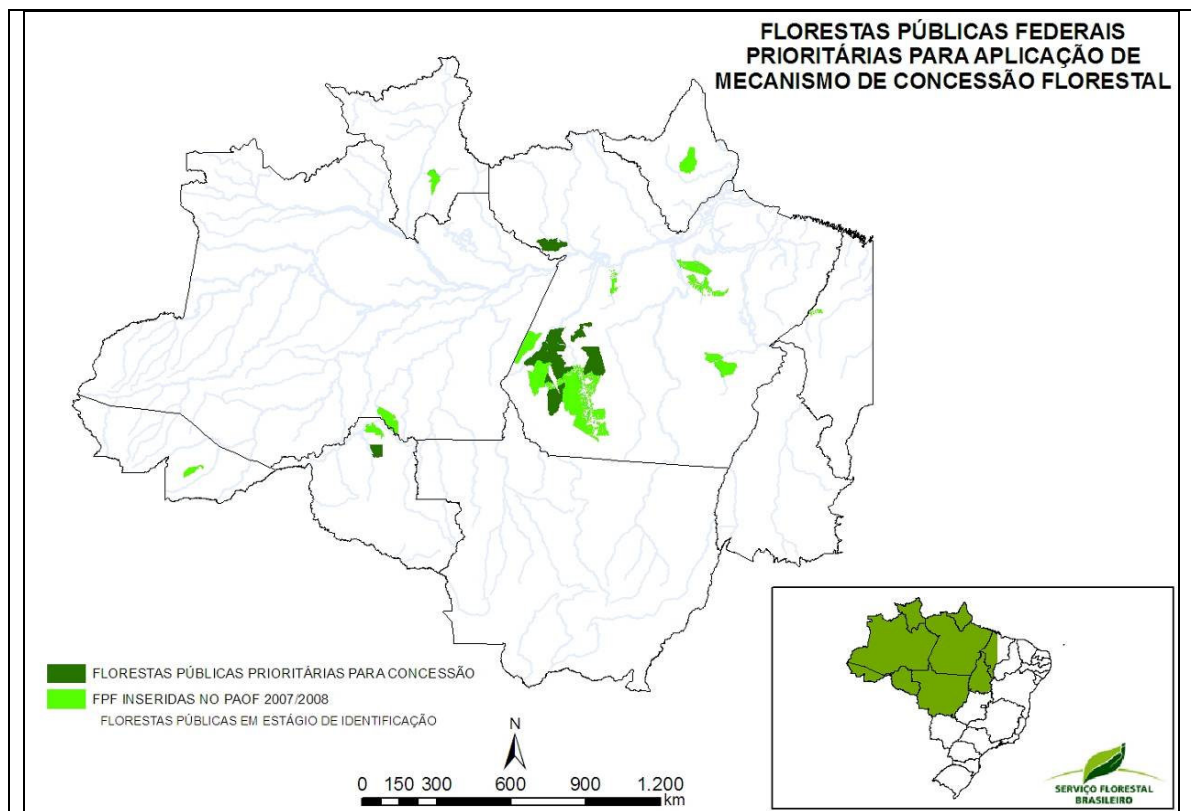 FLORESTAS PÚBLICAS FEDERAIS
PRIORITÁRIAS PARA APLICAÇÃO DE
MECANISMO DE CONCESSÃO FLORESTAL
FLORESTAS PÚBLICAS PRIORITÁRIAS PARA CONCESSÃO
FPF INSERIDAS NO PAOF 2007/2008
FLORESTAS PÚBLICAS EM ESTÁGIO DE IDENTIFICAÇÃO
N
0 150 300 600 900 1.200
km
SERVIÇO FLORESTAL
BRASILEIRO